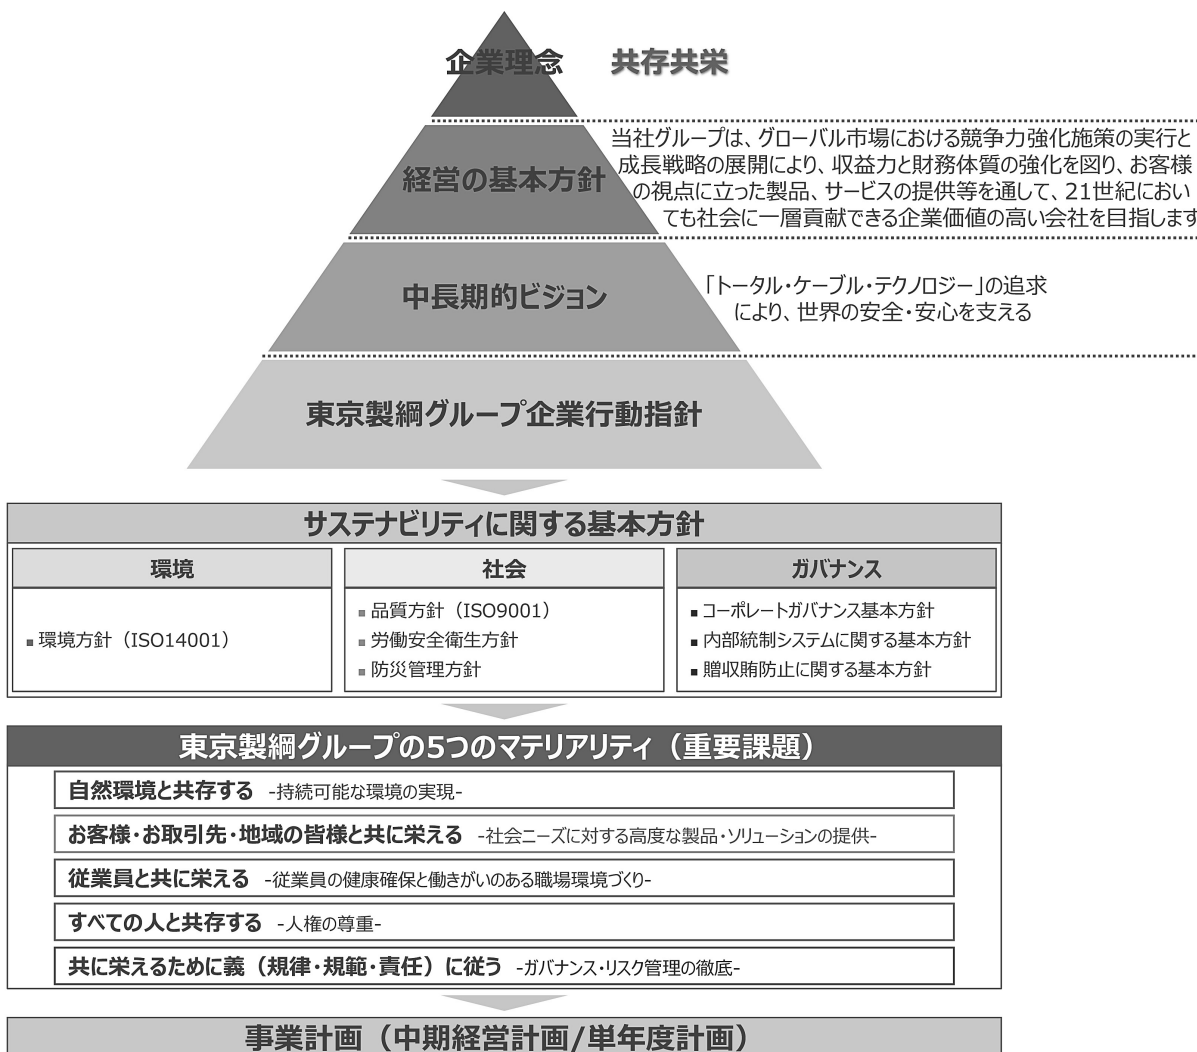 企業理念 共存共栄
当社グループは、グローバル市場における競争力強化施策の実行と
成長戦略の展開により、収益力と財務体質の強化を図り、お客様
の視点に立った製品、サービスの提供等を通して、21世紀におい
ても社会に一層貢献できる企業価値の高い会社を目指します
経営の基本方針
中長期的ビジョン
「トータル・ケーブル・テクノロジー」の追求
により、世界の安全・安心を支える
東京製綱グループ企業行動指針
サステナビリティに関する基本方針
環境
■環境方針（ISO14001）
社会
■品質方針（ISO9001）
■労働安全衛生方針
■防災管理方針
ガバナンス
■コーポレートガバナンス基本方針
■内部統制システムに関する基本方針
■贈収賄防止に関する基本方針
東京製綱グループの5つのマテリアリティ（重要課題）
自然環境と共存する -持続可能な環境の実現-
お客様・お取引先・地域の皆様と共に栄える -社会ニーズに対する高度な製品・ソリューションの提供-
従業員と共に栄える -従業員の健康確保と働きがいのある職場環境づくり-
すべての人と共存する -人権の尊重-
共に栄えるために義（規律・規範・責任）に従う -ガバナンス・リスク管理の徹底-
事業計画（中期経営計画/単年度計画）